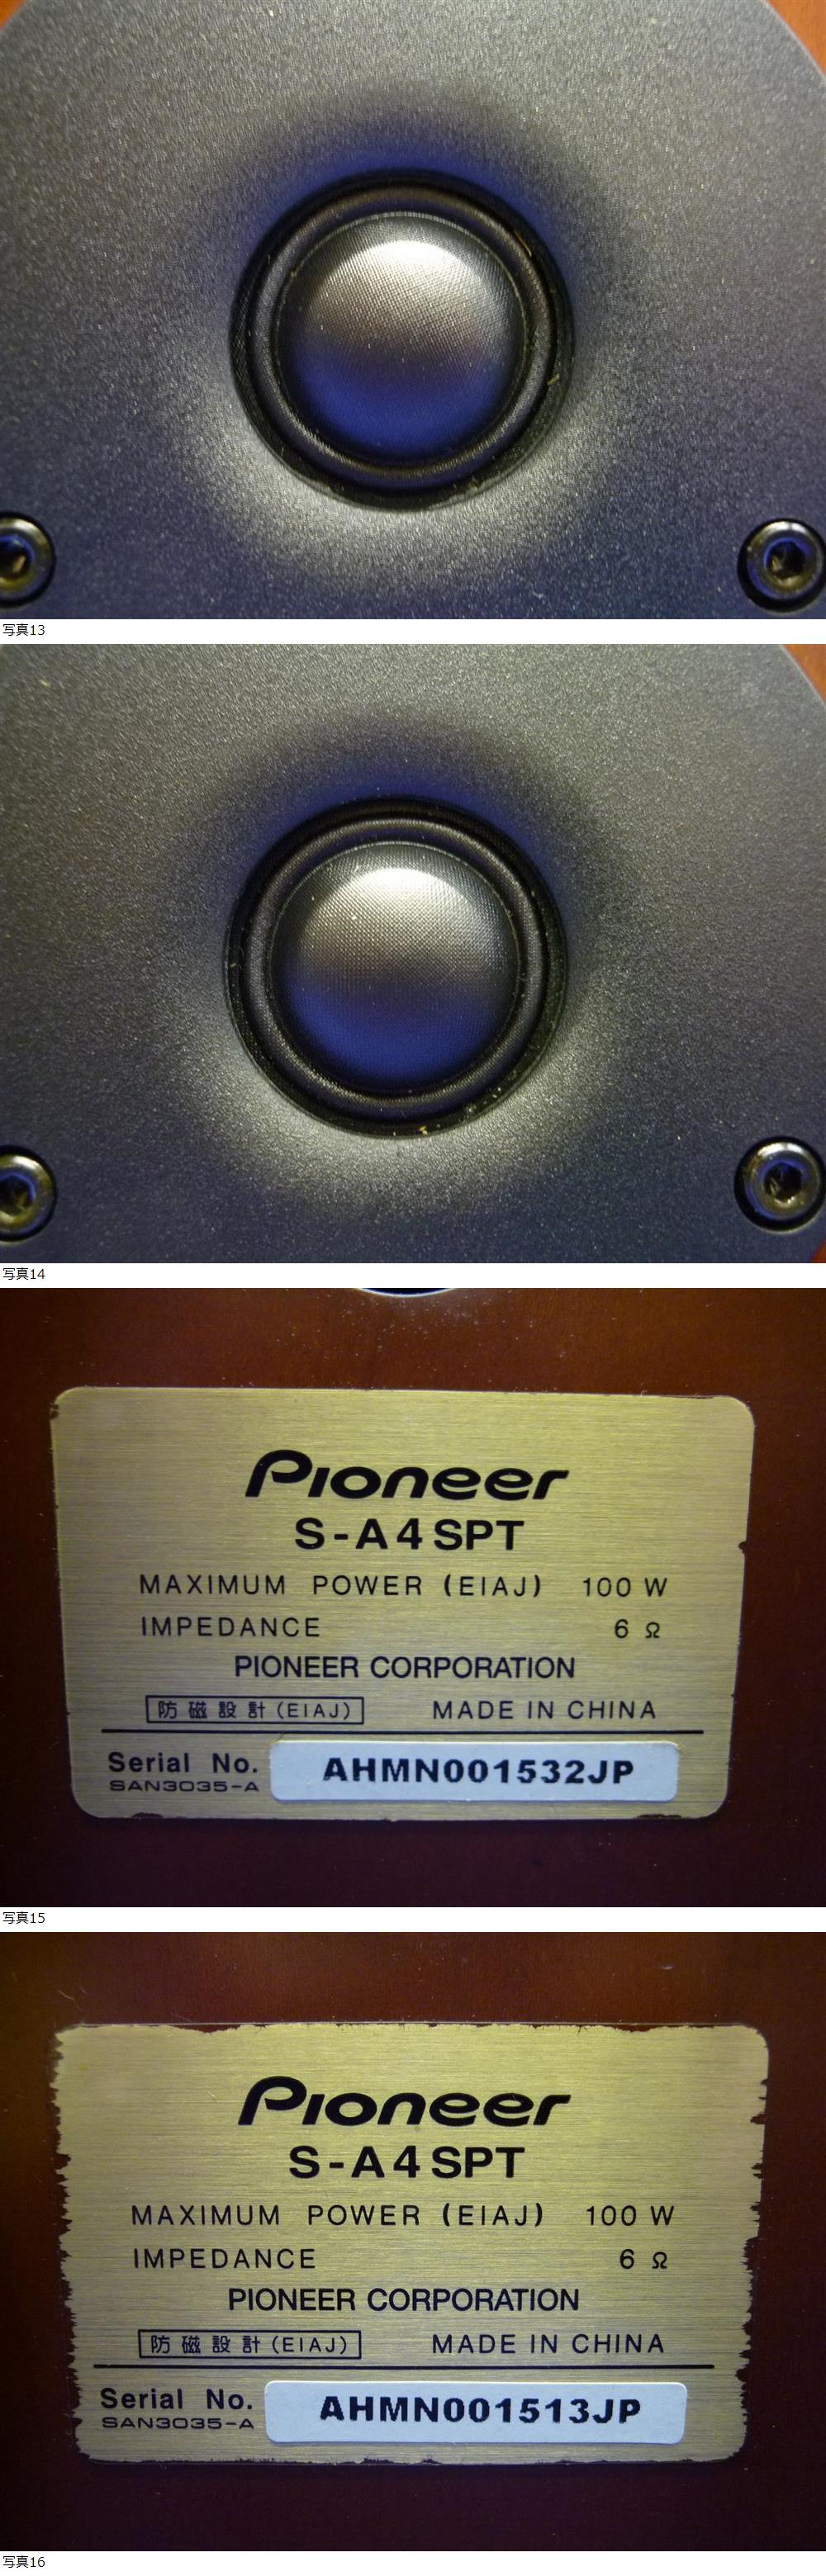 写真13
写真14
Pioneer
S-A4SPT
MAXIMUM POWER (EIAJ) 100 W
IMPEDANCE 6 Ω
PIONEER CORPORATION
防磁設計(EIAJ) MADE IN CHINA
Serial No. AHMN001532JP
SAN3035-A
写真15
Pioneer
S-A4SPT
MAXIMUM POWER (EIAJ) 100 W
IMPEDANCE 6 Ω
PIONEER CORPORATION
防磁設計(EIAJ) MADE IN CHINA
Serial No. AHMN001513JP
SAN3035-A
写真16